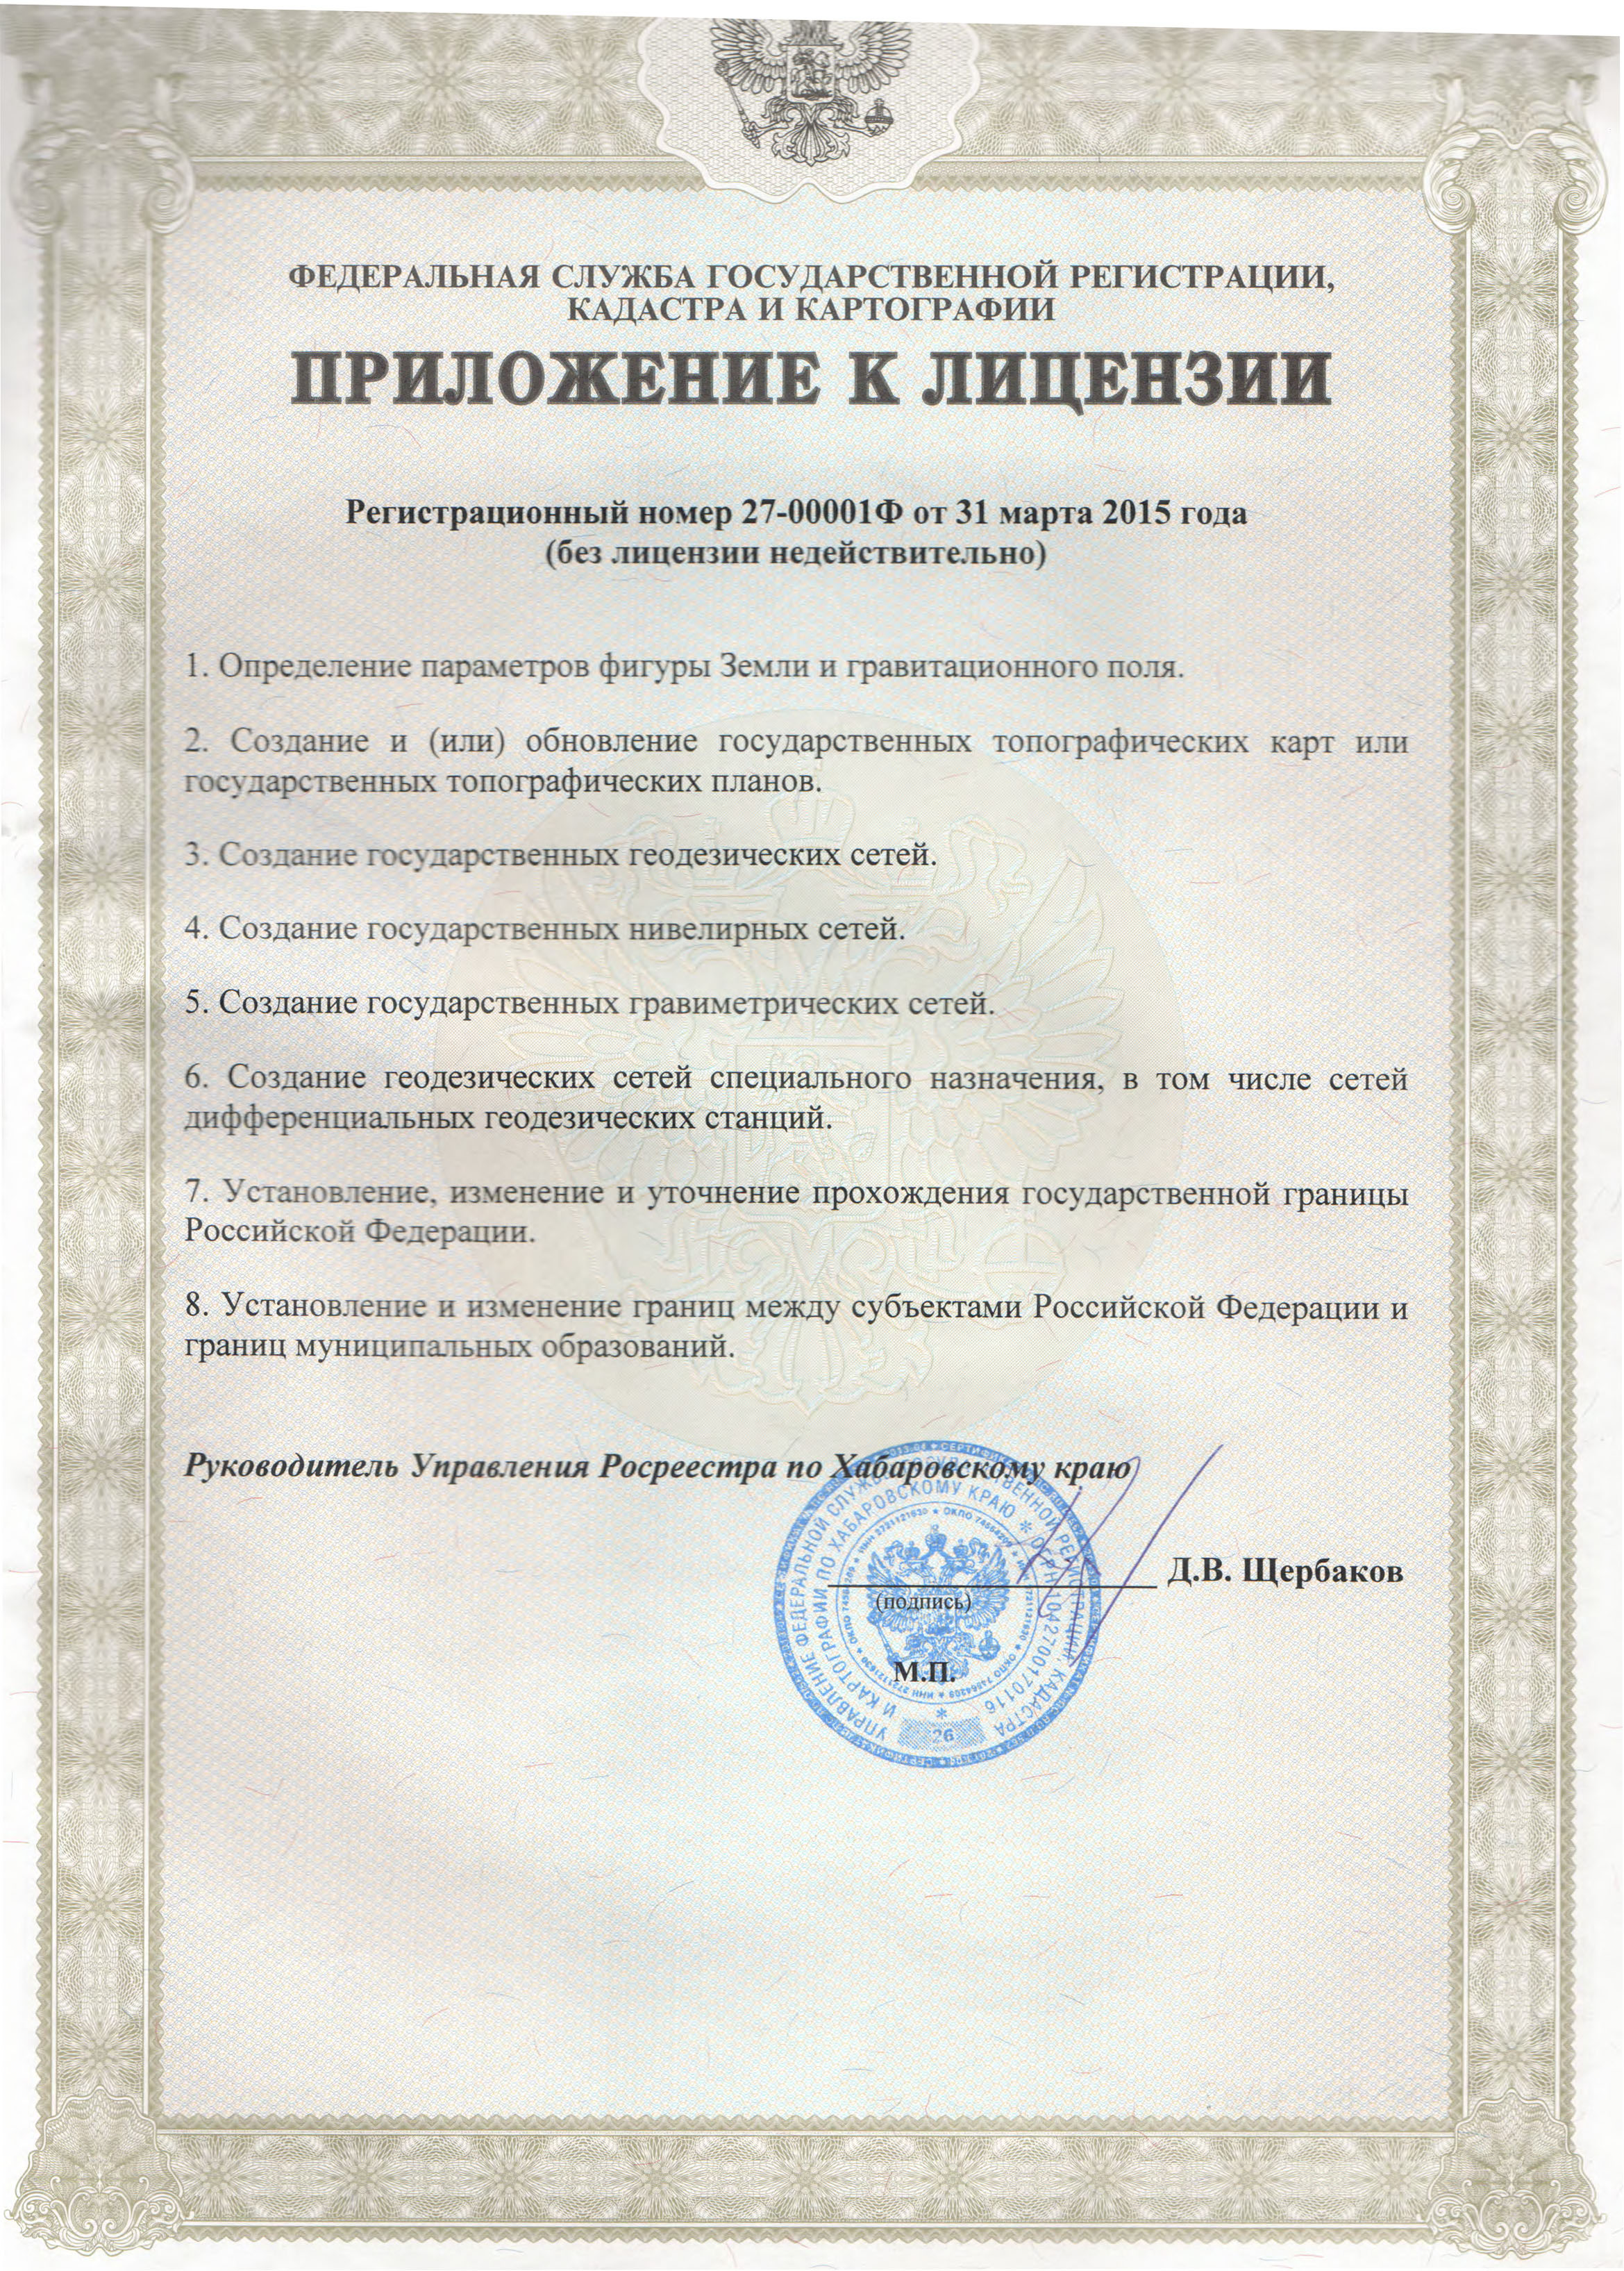 ФЕДЕРАЛЬНАЯ СЛУЖБА ГОСУДАРСТВЕННОЙ РЕГИСТРАЦИИ,
КАДАСТРА И КАРТОГРАФИИ
ПРИЛОЖЕНИЕ К ЛИЦЕНЗИИ
Регистрационный номер 27-00001Ф от 31 марта 2015 года
(без лицензии недействительно)
1. Определение параметров фигуры Земли и гравитационного поля.
2. Создание и (или) обновление государственных топографических карт или
государственных топографических планов.
3. Создание государственных геодезических сетей.
4. Создание государственных нивелирных сетей.
5. Создание государственных гравиметрических сетей.
6. Создание геодезических сетей специального назначения, в том числе сетей
дифференциальных геодезических станций.
7. Установление, изменение и уточнение прохождения государственной границы
Российской Федерации.
8. Установление и изменение границ между субъектами Российской Федерации и
границ муниципальных образований.
Руководитель Управления Росреестра по Хабаровскому краю
Д.В. Щербаков
(подпись)
М.П.
УПРАВЛЕНИЕ ФЕДЕРАЛЬНОЙ СЛУЖБЫ ГОСУДАРСТВЕННОЙ РЕГИСТРАЦИИ, КАДАСТРА
И КАРТОГРАФИИ ПО ХАБАРОВСКОМУ КРАЮ * ОГРН 1042700170116 *
ИНН 2721121630 * ОКПО 74564209
26